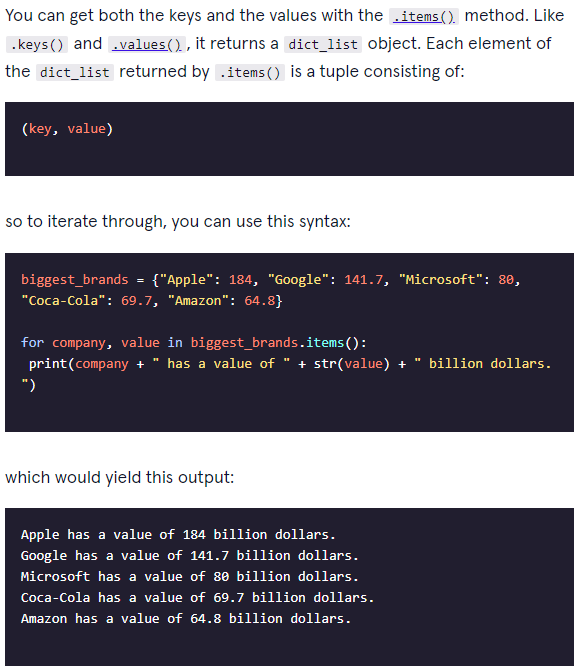 You can get both the keys and the values with the .items() method. Like
.keys() and .values(), it returns a dict_list object. Each element of
the dict_list returned by .items() is a tuple consisting of:
(key, value)
so to iterate through, you can use this syntax:
biggest_brands = {"Apple": 184, "Google": 141.7, "Microsoft": 80,
"Coca-Cola": 69.7, "Amazon": 64.8}
for company, value in biggest_brands.items():
 print(company + " has a value of " + str(value) + " billion dollars.
")
which would yield this output:
Apple has a value of 184 billion dollars.
Google has a value of 141.7 billion dollars.
Microsoft has a value of 80 billion dollars.
Coca-Cola has a value of 69.7 billion dollars.
Amazon has a value of 64.8 billion dollars.